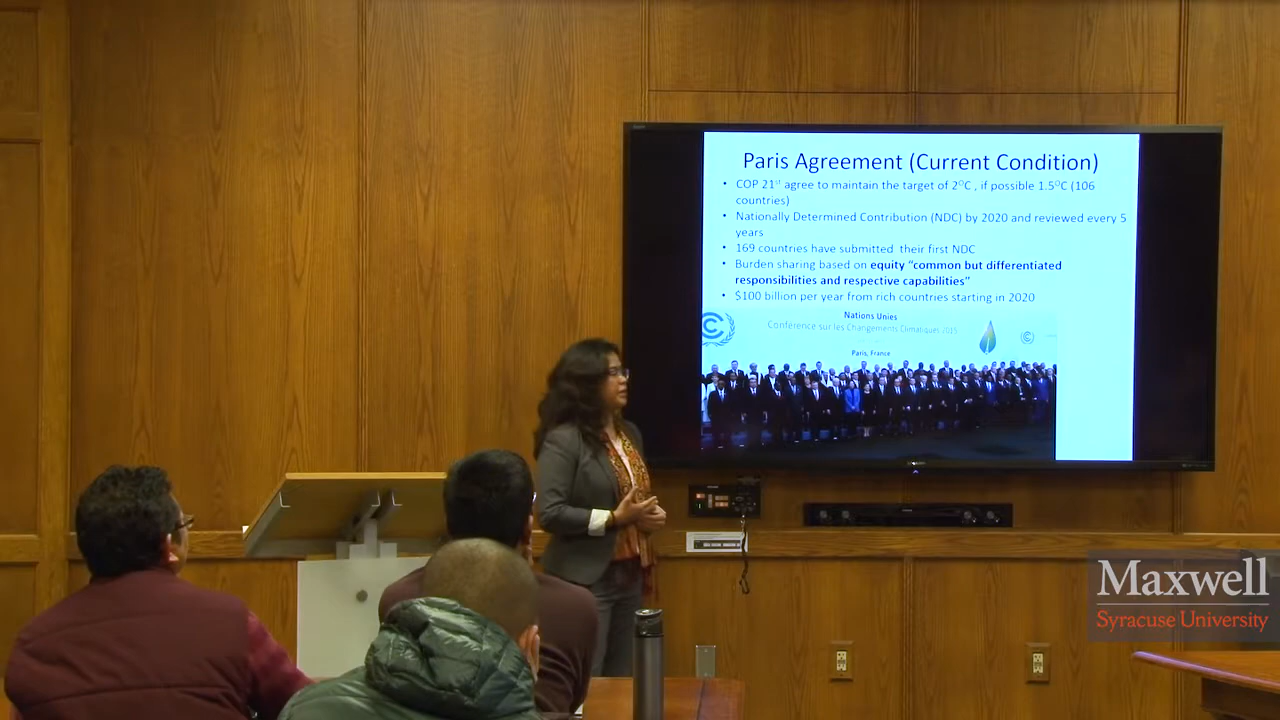 Paris Agreement (Current Condition)
• COP 21st agree to maintain the target of 2°C , if possible 1.5°C (106
countries)
• Nationally Determined Contribution (NDC) by 2020 and reviewed every 5
years
• 169 countries have submitted their first NDC
• Burden sharing based on equity “common but differentiated
responsibilities and respective capabilities”
• $100 billion per year from rich countries starting in 2020
Nations Unies
Conférence sur les Changements Climatiques 2015
Paris, France
Maxwell
Syracuse University